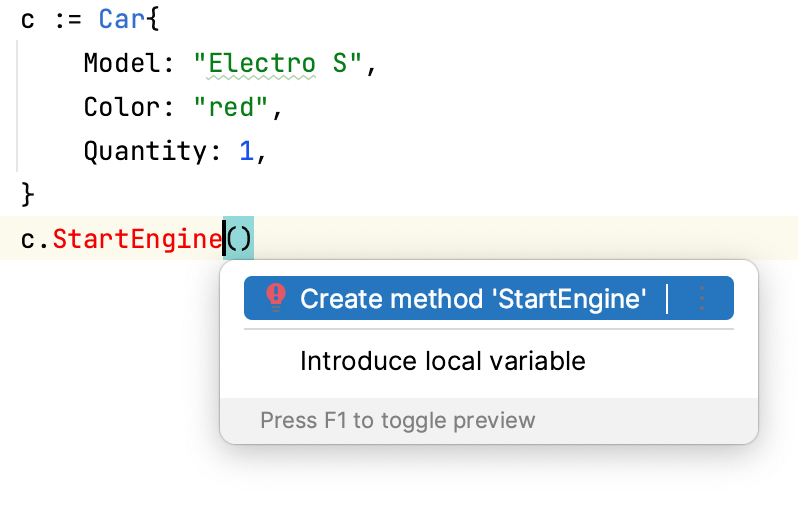 c := Car{
    Model: "Electro S",
    Color: "red",
    Quantity: 1,
}
c.StartEngine()
Create method 'StartEngine'
Introduce local variable
Press F1 to toggle preview